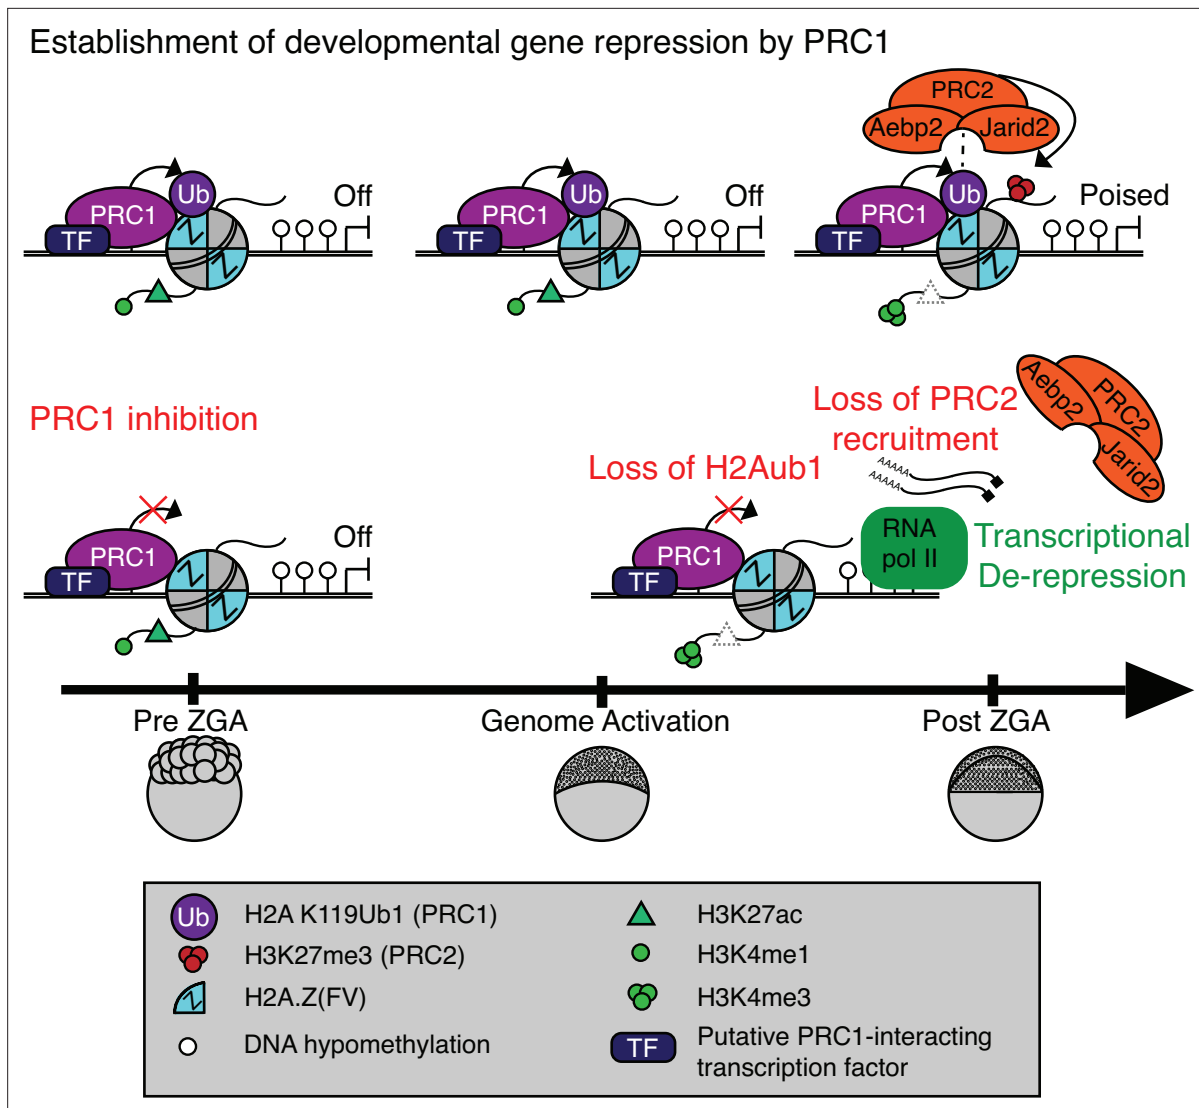 Establishment of developmental gene repression by PRC1
PRC2
Aebp2
Jarid2
Ub
PRC1
TF
Off
Ub
PRC1
TF
Off
Ub
PRC1
TF
Poised
PRC1 inhibition
Loss of H2Aub1
Loss of PRC2
recruitment
Aebp2
PRC2
Jarid2
AAAAA
AAAAA
PRC1
TF
Off
PRC1
TF
RNA
pol II
Transcriptional
De-repression
Pre ZGA
Genome Activation
Post ZGA
Ub
H2A K119Ub1 (PRC1)
H3K27me3 (PRC2)
H2A.Z(FV)
DNA hypomethylation
H3K27ac
H3K4me1
H3K4me3
TF
Putative PRC1-interacting
transcription factor